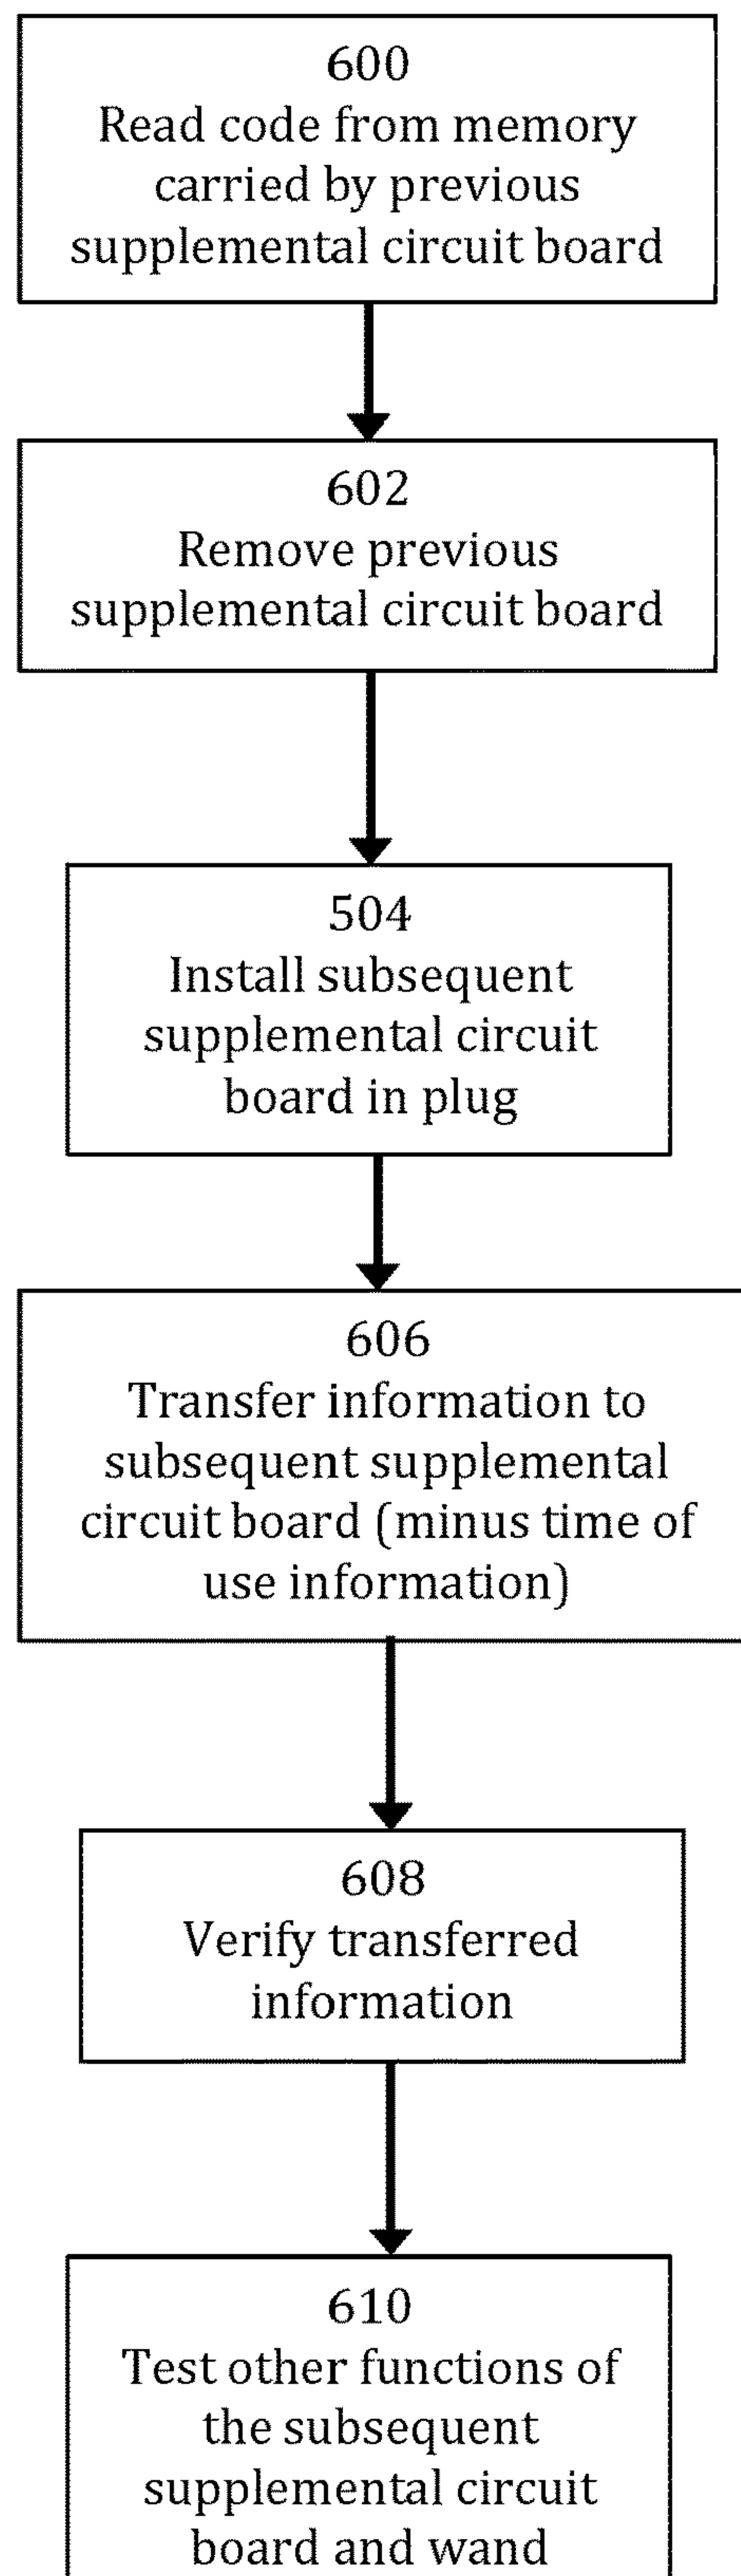 600
Read code from memory
carried by previous
supplemental circuit board
602
Remove previous
supplemental circuit board
504
Install subsequent
supplemental circuit
board in plug
606
Transfer information to
subsequent supplemental
circuit board (minus time of
use information)
608
Verify transferred
information
610
Test other functions of
the subsequent
supplemental circuit
board and wand